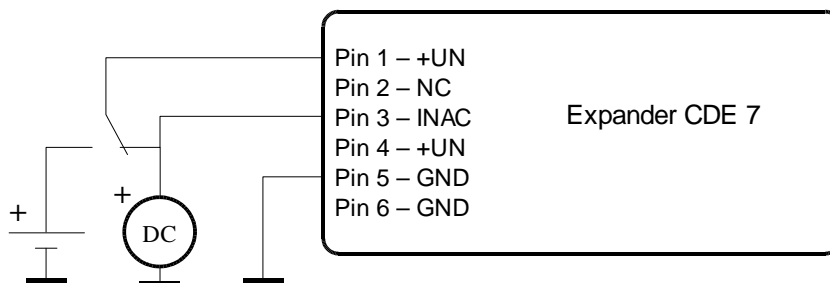 Pin 1 – +UN
Pin 2 – NC
Pin 3 – INAC
Pin 4 – +UN
Pin 5 – GND
Pin 6 – GND
Expander CDE 7
+
+
DC